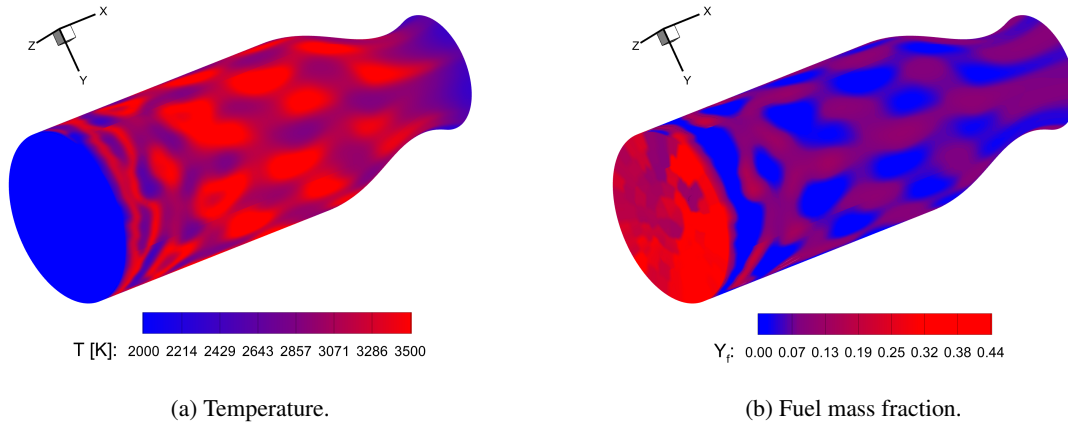 X
Z
Y
T [K]: 2000 2214 2429 2643 2857 3071 3286 3500
(a) Temperature.
X
Z
Y
Y_f: 0.00 0.07 0.13 0.19 0.25 0.32 0.38 0.44
(b) Fuel mass fraction.